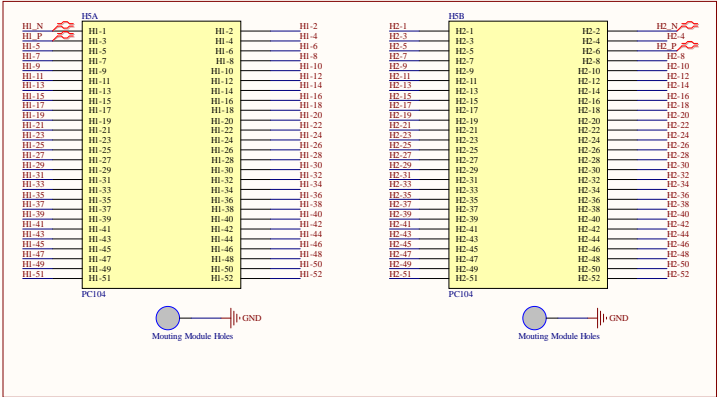 H5A
H1_N H1-1 H1-2 H1-2
H1_P H1-3 H1-4 H1-4
H1-5 H1-5 H1-6 H1-6
H1-7 H1-7 H1-8 H1-8
H1-9 H1-9 H1-10 H1-10
H1-11 H1-11 H1-12 H1-12
H1-13 H1-13 H1-14 H1-14
H1-15 H1-15 H1-16 H1-16
H1-17 H1-17 H1-18 H1-18
H1-19 H1-19 H1-20 H1-20
H1-21 H1-21 H1-22 H1-22
H1-23 H1-23 H1-24 H1-24
H1-25 H1-25 H1-26 H1-26
H1-27 H1-27 H1-28 H1-28
H1-29 H1-29 H1-30 H1-30
H1-31 H1-31 H1-32 H1-32
H1-33 H1-33 H1-34 H1-34
H1-35 H1-35 H1-36 H1-36
H1-37 H1-37 H1-38 H1-38
H1-39 H1-39 H1-40 H1-40
H1-41 H1-41 H1-42 H1-42
H1-43 H1-43 H1-44 H1-44
H1-45 H1-45 H1-46 H1-46
H1-47 H1-47 H1-48 H1-48
H1-49 H1-49 H1-50 H1-50
H1-51 H1-51 H1-52 H1-52
PC104
GND
Mouting Module Holes
H5B
H2-1 H2-1 H2-2 H2_N
H2-3 H2-3 H2-4 H2-4
H2-5 H2-5 H2-6 H2_P
H2-7 H2-7 H2-8 H2-8
H2-9 H2-9 H2-10 H2-10
H2-11 H2-11 H2-12 H2-12
H2-13 H2-13 H2-14 H2-14
H2-15 H2-15 H2-16 H2-16
H2-17 H2-17 H2-18 H2-18
H2-19 H2-19 H2-20 H2-20
H2-21 H2-21 H2-22 H2-22
H2-23 H2-23 H2-24 H2-24
H2-25 H2-25 H2-26 H2-26
H2-27 H2-27 H2-28 H2-28
H2-29 H2-29 H2-30 H2-30
H2-31 H2-31 H2-32 H2-32
H2-33 H2-33 H2-34 H2-34
H2-35 H2-35 H2-36 H2-36
H2-37 H2-37 H2-38 H2-38
H2-39 H2-39 H2-40 H2-40
H2-41 H2-41 H2-42 H2-42
H2-43 H2-43 H2-44 H2-44
H2-45 H2-45 H2-46 H2-46
H2-47 H2-47 H2-48 H2-48
H2-49 H2-49 H2-50 H2-50
H2-51 H2-51 H2-52 H2-52
PC104
GND
Mouting Module Holes